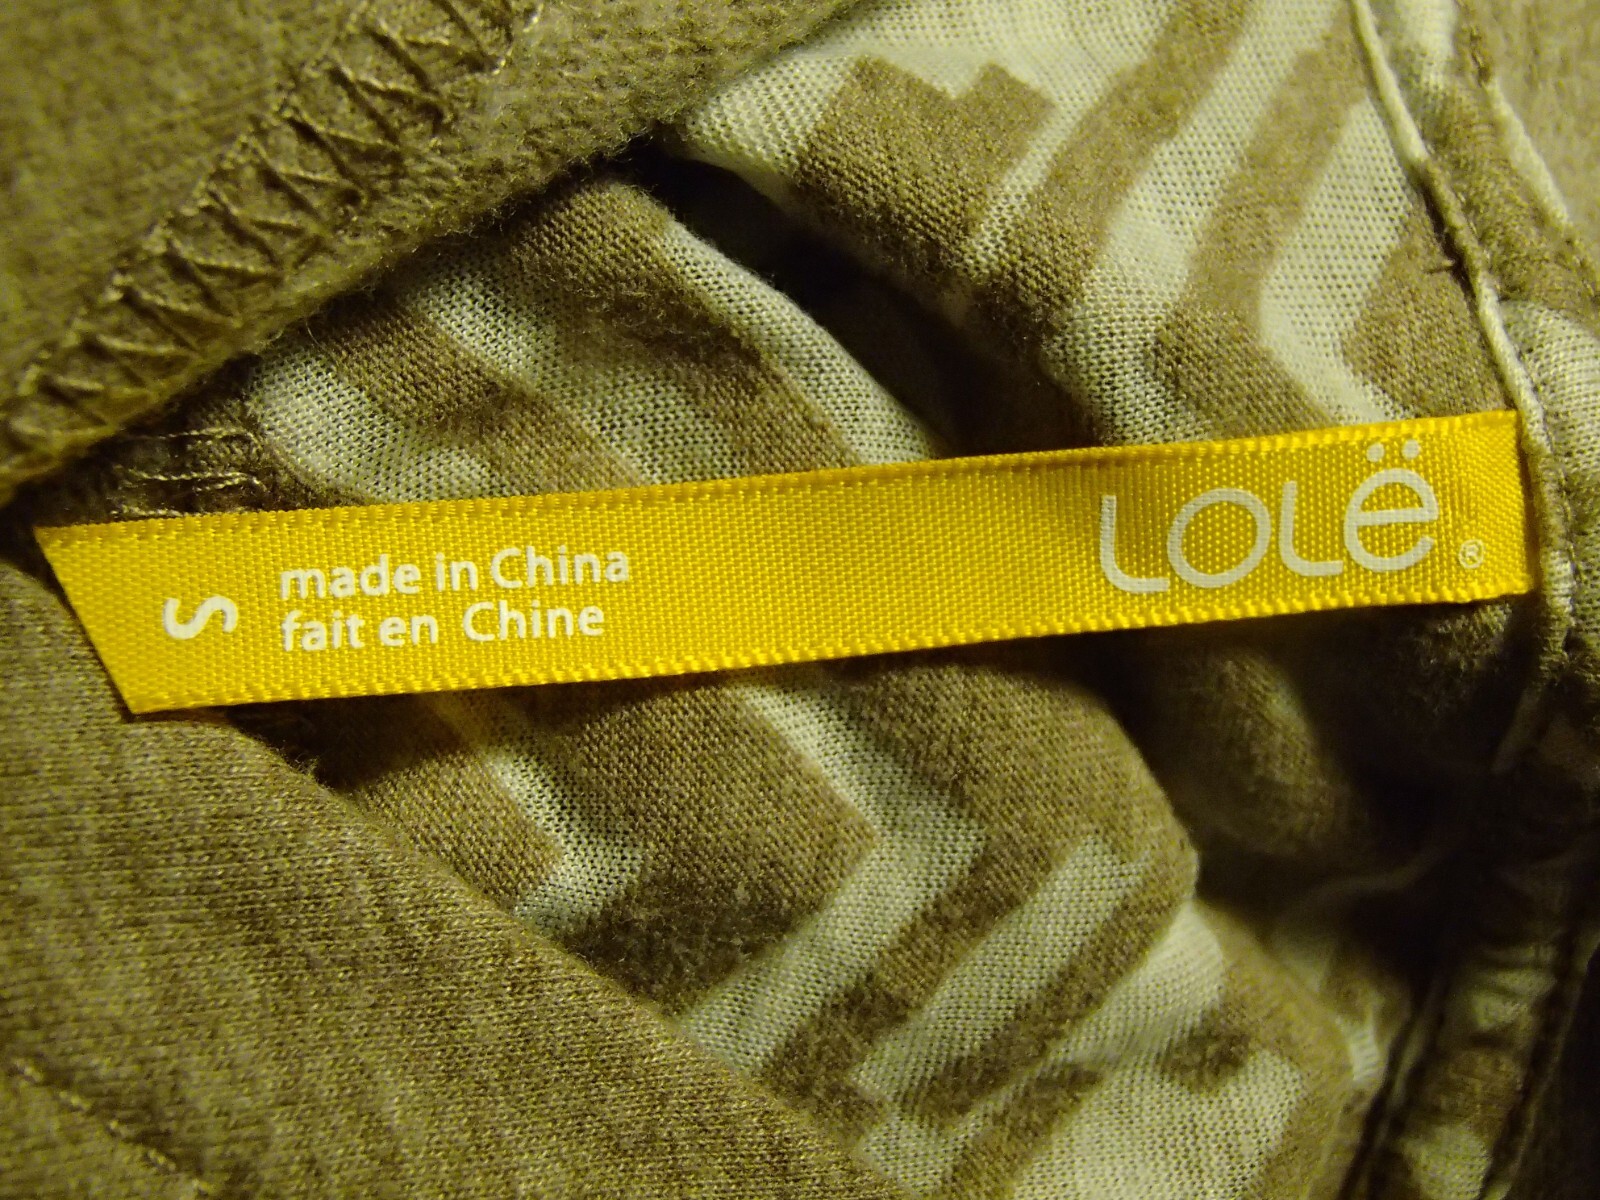 S
made in China
fait en Chine
LOLË®